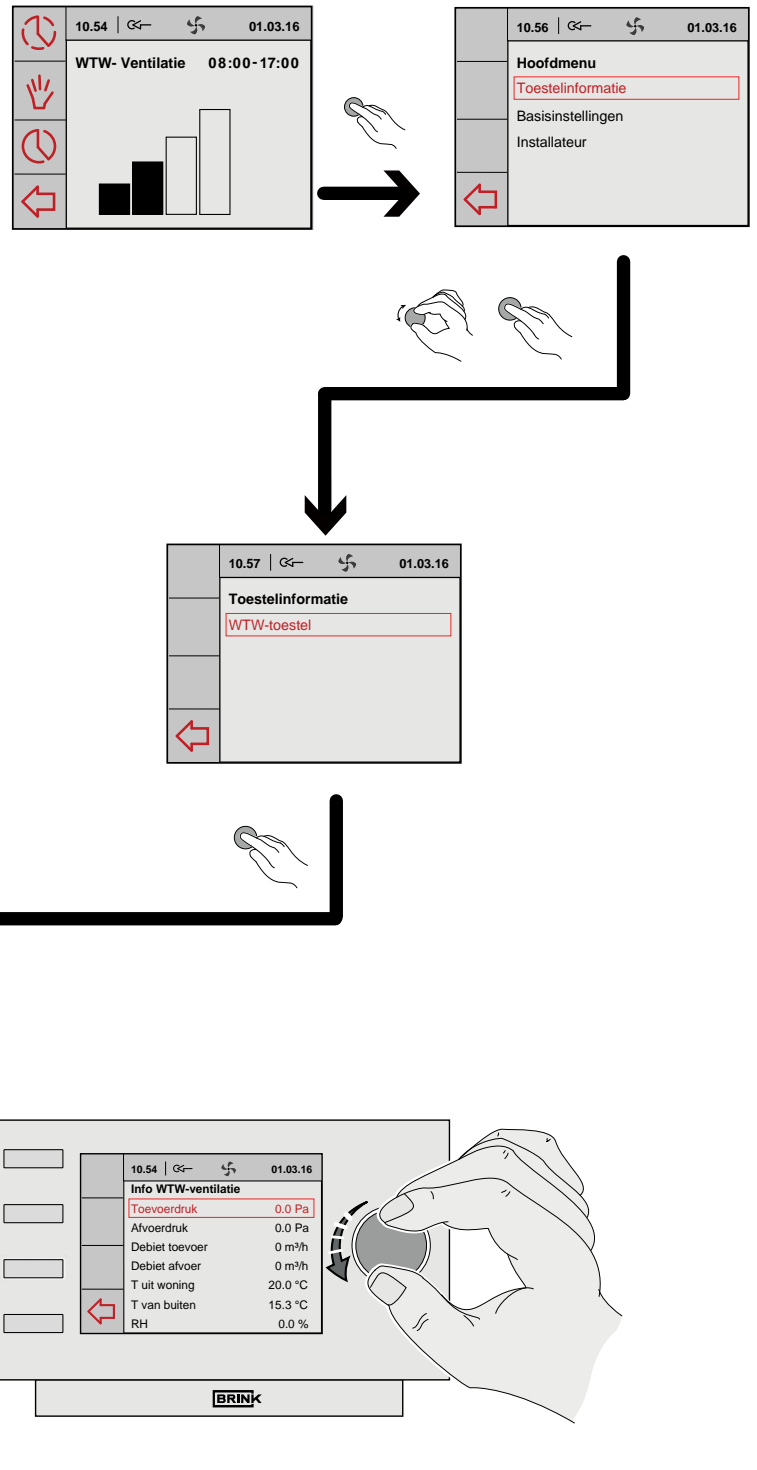 10.54 01.03.16
WTW- Ventilatie 08:00-17:00
10.56 01.03.16
Hoofdmenu
Toestelinformatie
Basisinstellingen
Installateur
10.57 01.03.16
Toestelinformatie
WTW-toestel
10.54 01.03.16
Info WTW-ventilatie
Toevoerdruk 0.0 Pa
Afvoerdruk 0.0 Pa
Debiet toevoer 0 m³/h
Debiet afvoer 0 m³/h
T uit woning 20.0 °C
T van buiten 15.3 °C
RH 0.0 %
BRINK